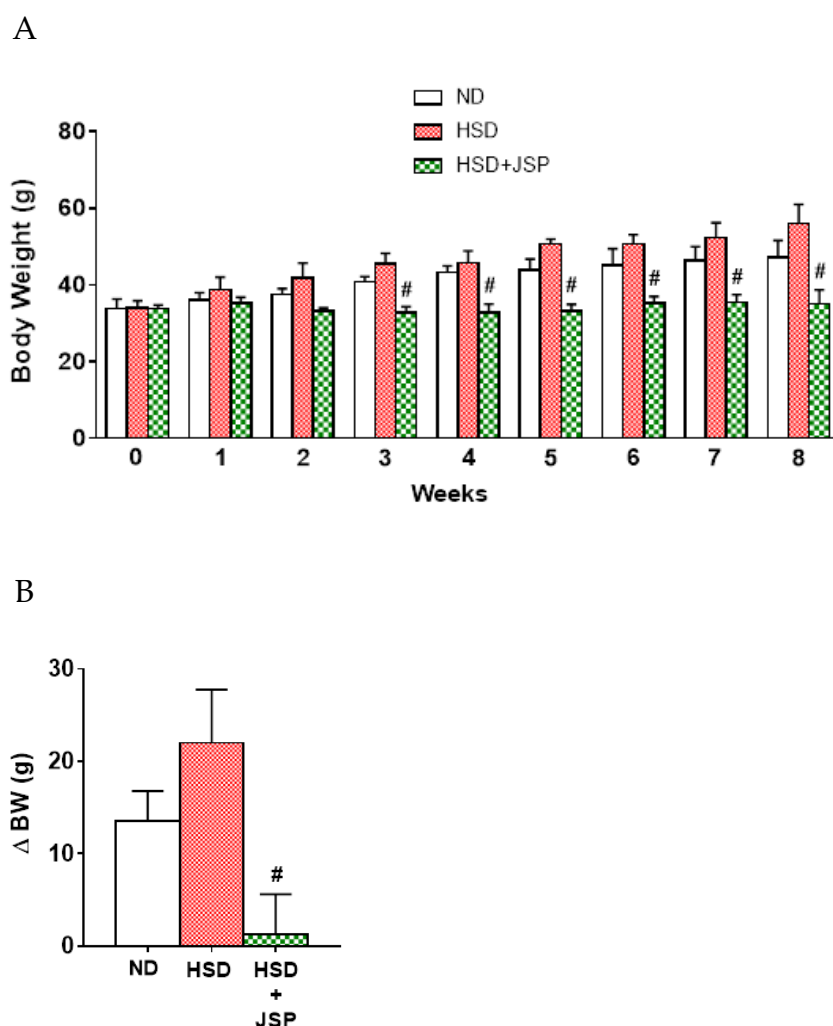 A
ND
HSD
HSD+JSP
80
60
40
20
0
Body Weight (g)
# # # # # #
0 1 2 3 4 5 6 7 8
Weeks
B
30
20
10
0
Δ BW (g)
#
ND HSD HSD
+
JSP